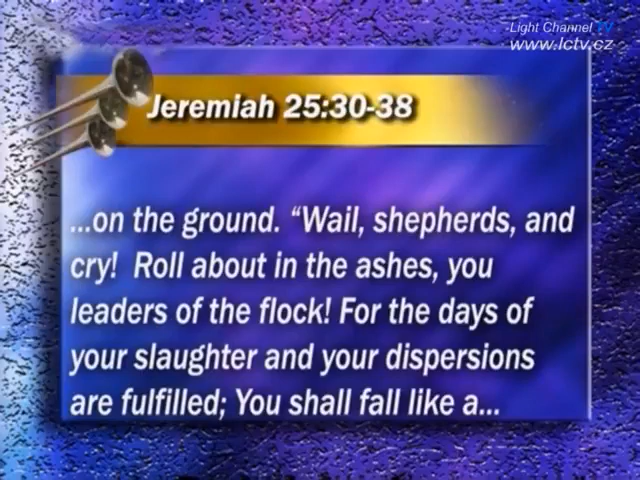 Light Channel TV
www.lctv.cz
Jeremiah 25:30-38
...on the ground. “Wail, shepherds, and
cry!  Roll about in the ashes, you
leaders of the flock! For the days of
your slaughter and your dispersions
are fulfilled; You shall fall like a...